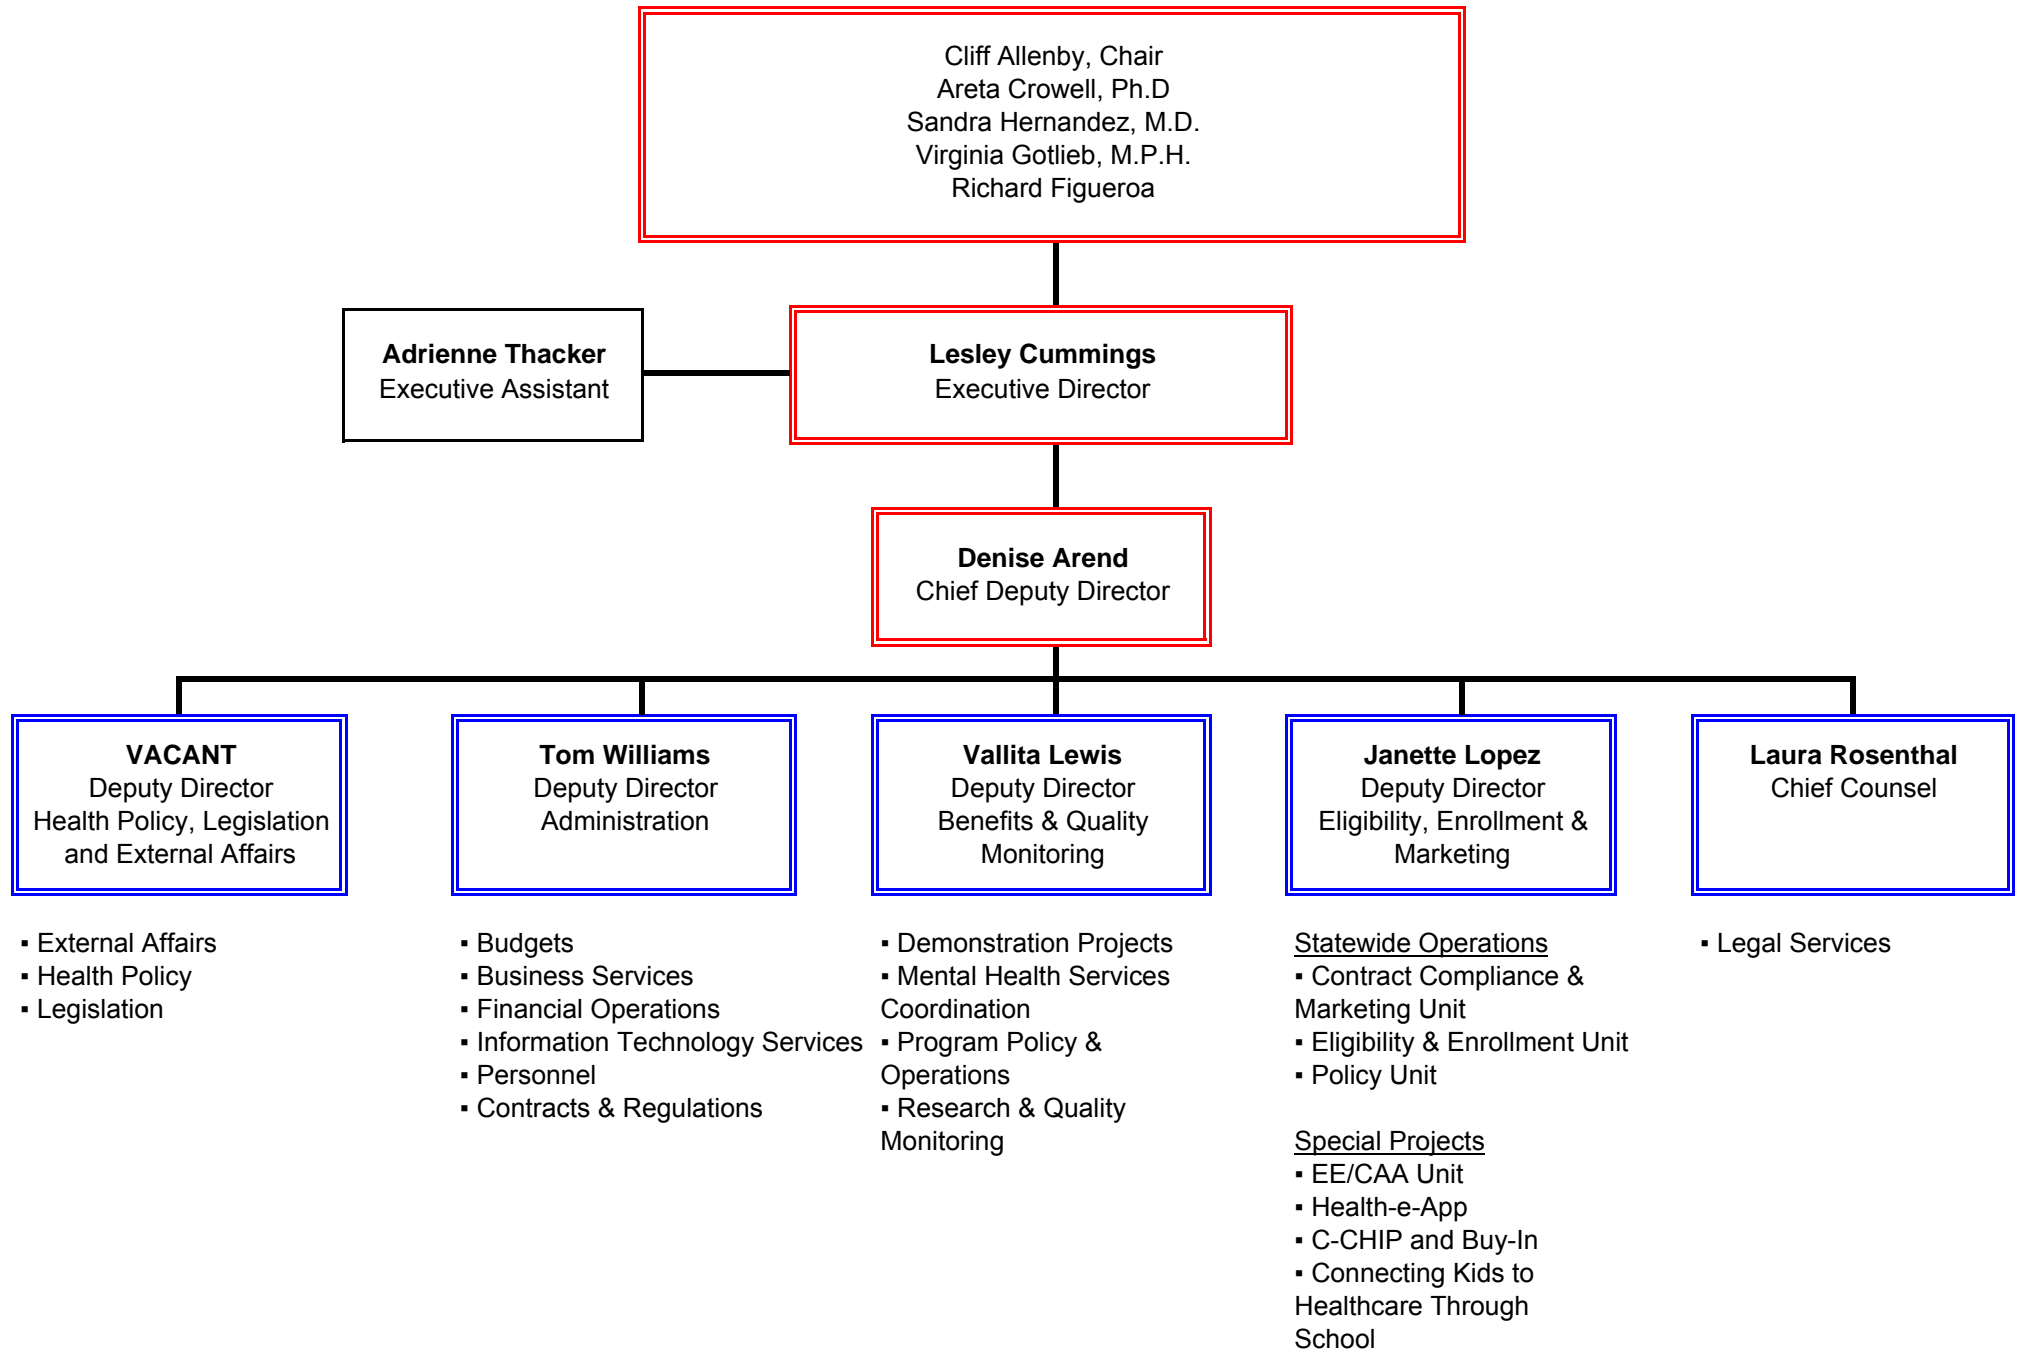 Cliff Allenby, Chair
Areta Crowell, Ph.D
Sandra Hernandez, M.D.
Virginia Gotlieb, M.P.H.
Richard Figueroa
Adrienne Thacker
Executive Assistant
Lesley Cummings
Executive Director
Denise Arend
Chief Deputy Director
VACANT
Deputy Director
Health Policy, Legislation
and External Affairs
Tom Williams
Deputy Director
Administration
Vallita Lewis
Deputy Director
Benefits & Quality
Monitoring
Janette Lopez
Deputy Director
Eligibility, Enrollment &
Marketing
Laura Rosenthal
Chief Counsel
▪ External Affairs
▪ Health Policy
▪ Legislation
▪ Budgets
▪ Business Services
▪ Financial Operations
▪ Information Technology Services
▪ Personnel
▪ Contracts & Regulations
▪ Demonstration Projects
▪ Mental Health Services
Coordination
▪ Program Policy &
Operations
▪ Research & Quality
Monitoring
Statewide Operations
▪ Contract Compliance &
Marketing Unit
▪ Eligibility & Enrollment Unit
▪ Policy Unit
Special Projects
▪ EE/CAA Unit
▪ Health-e-App
▪ C-CHIP and Buy-In
▪ Connecting Kids to
Healthcare Through
School
▪ Legal Services